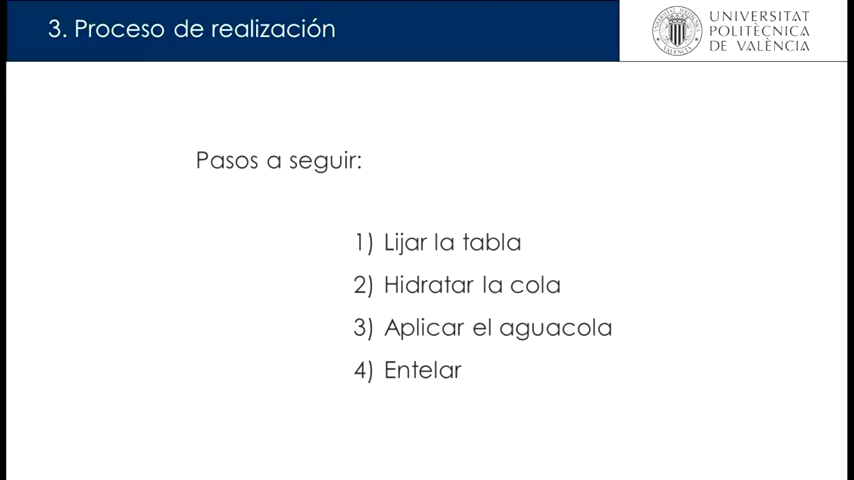 3. Proceso de realización
UNIVERSITAT
POLITÈCNICA
DE VALÈNCIA
Pasos a seguir:
1) Lijar la tabla
2) Hidratar la cola
3) Aplicar el aguacola
4) Entelar